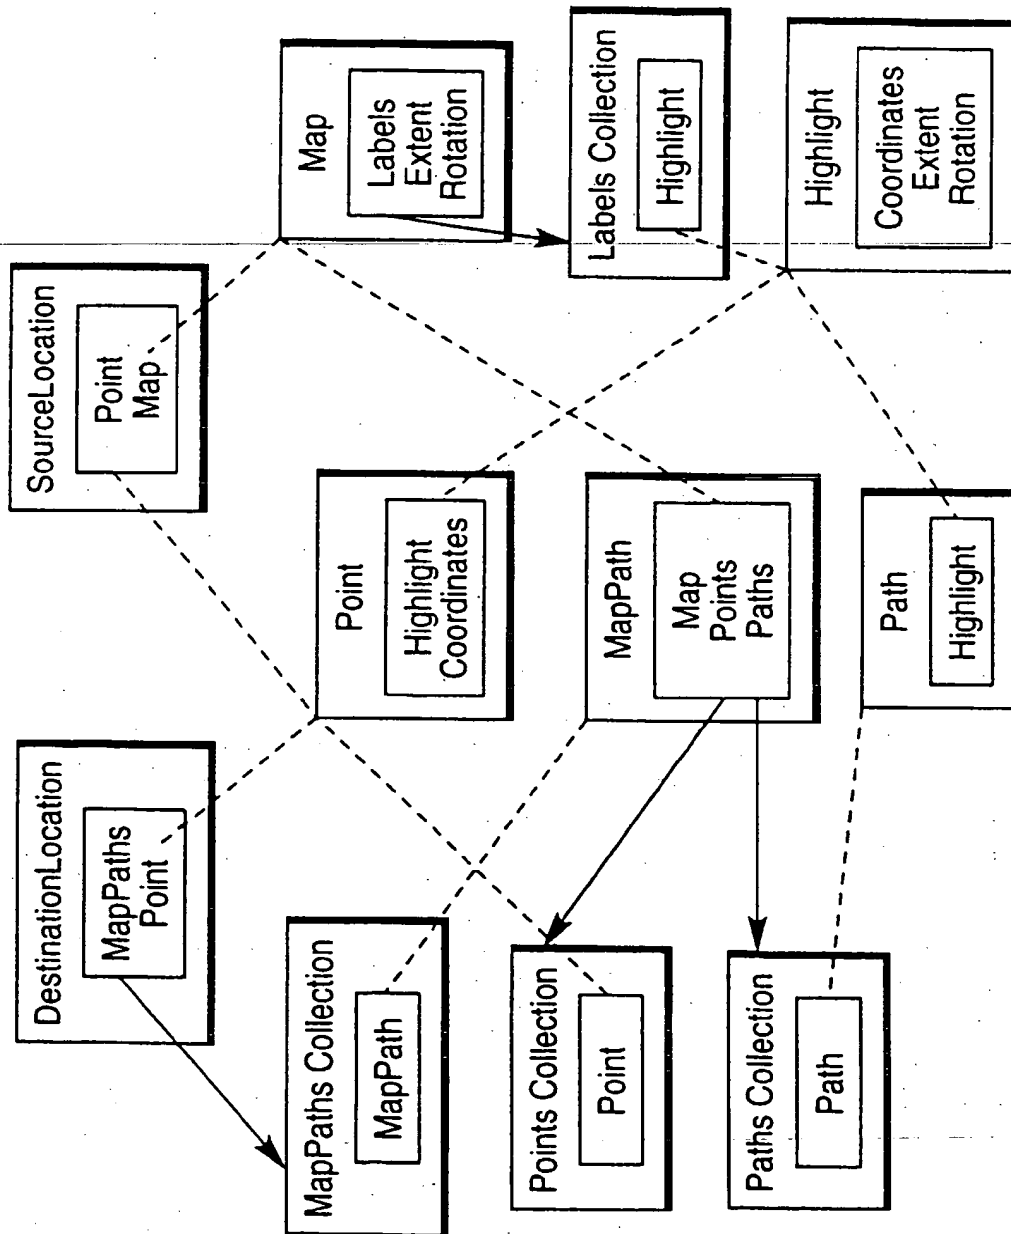 DestinationLocation
MapPaths
Point
SourceLocation
Point
Map
MapPaths Collection
MapPath
Point
Highlight
Coordinates
Map
Labels
Extent
Rotation
Points Collection
Point
MapPath
Map
Points
Paths
Labels Collection
Highlight
Paths Collection
Path
Path
Highlight
Highlight
Coordinates
Extent
Rotation